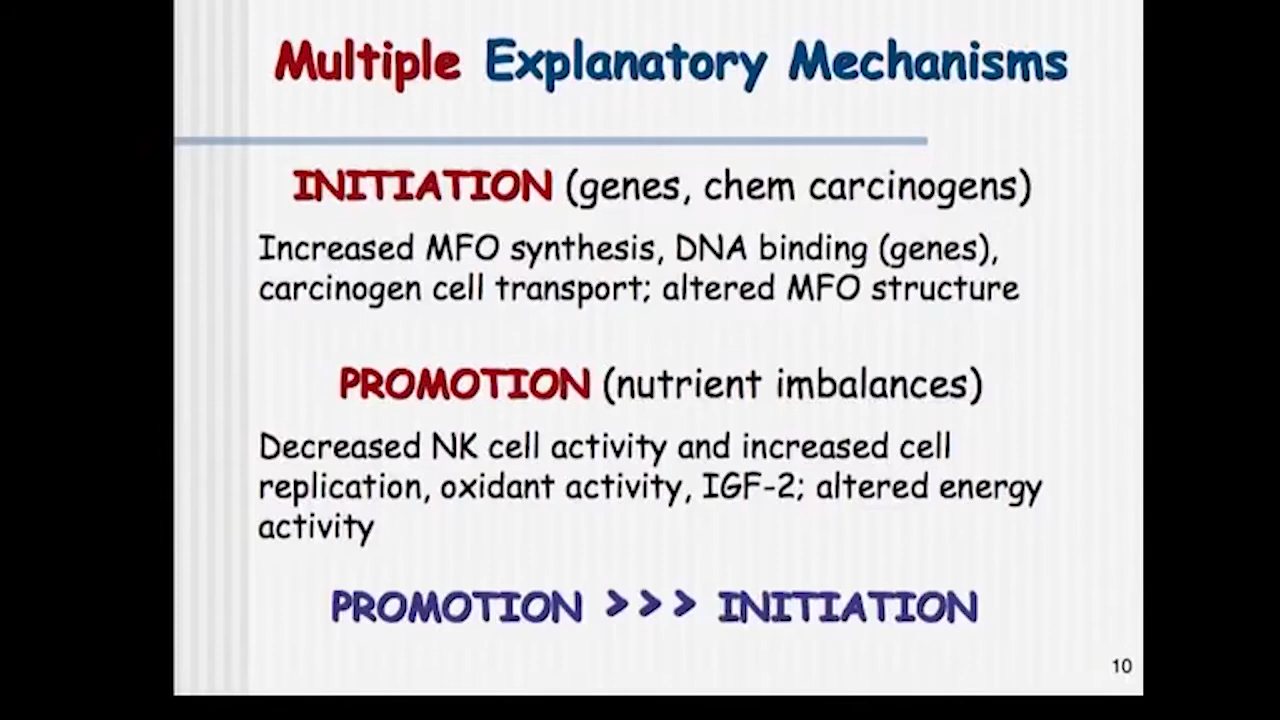 Multiple Explanatory Mechanisms
INITIATION (genes, chem carcinogens)
Increased MFO synthesis, DNA binding (genes),
carcinogen cell transport; altered MFO structure
PROMOTION (nutrient imbalances)
Decreased NK cell activity and increased cell
replication, oxidant activity, IGF-2; altered energy
activity
PROMOTION >>> INITIATION
10